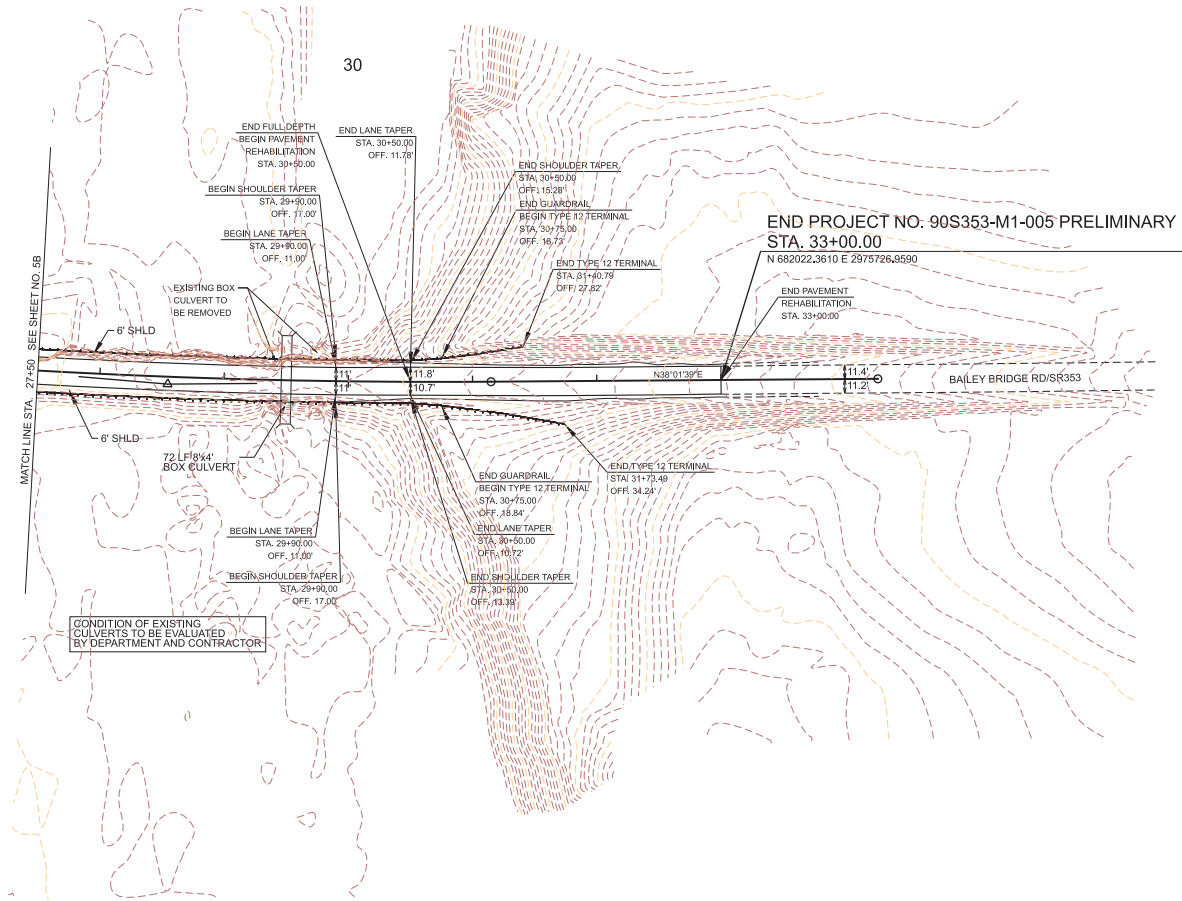 30
END FULL DEPTH
BEGIN PAVEMENT
REHABILITATION
STA. 30+50.00
END LANE TAPER
STA. 30+50.00
OFF. 11.78'
BEGIN SHOULDER TAPER
STA. 29+90.00
OFF. 17.00'
BEGIN LANE TAPER
STA. 29+90.00
OFF. 11.00'
END SHOULDER TAPER
STA. 30+50.00
OFF. 15.28'
END GUARDRAIL
BEGIN TYPE 12 TERMINAL
STA. 30+75.00
OFF. 16.73'
END TYPE 12 TERMINAL
STA. 31+40.79
OFF. 27.82'
END PROJECT NO. 90S353-M1-005 PRELIMINARY
STA. 33+00.00
N 682022.3610 E 2975726.9590
END PAVEMENT
REHABILITATION
STA. 33+00.00
EXISTING BOX
CULVERT TO
BE REMOVED
MATCH LINE STA. 27+50 SEE SHEET NO. 5B
6' SHLD
11'
11'
11.8'
10.7'
N38°01'39"E
11.4'
11.2'
BAILEY BRIDGE RD/SR353
6' SHLD
72 LF 8'x4'
BOX CULVERT
END GUARDRAIL
BEGIN TYPE 12 TERMINAL
STA. 30+75.00
OFF. 18.84'
END TYPE 12 TERMINAL
STA. 31+73.49
OFF. 34.24'
END LANE TAPER
STA. 30+50.00
OFF. 10.72'
BEGIN LANE TAPER
STA. 29+90.00
OFF. 11.00'
BEGIN SHOULDER TAPER
STA. 29+90.00
OFF. 17.00'
END SHOULDER TAPER
STA. 30+50.00
OFF. 13.39'
CONDITION OF EXISTING
CULVERTS TO BE EVALUATED
BY DEPARTMENT AND CONTRACTOR